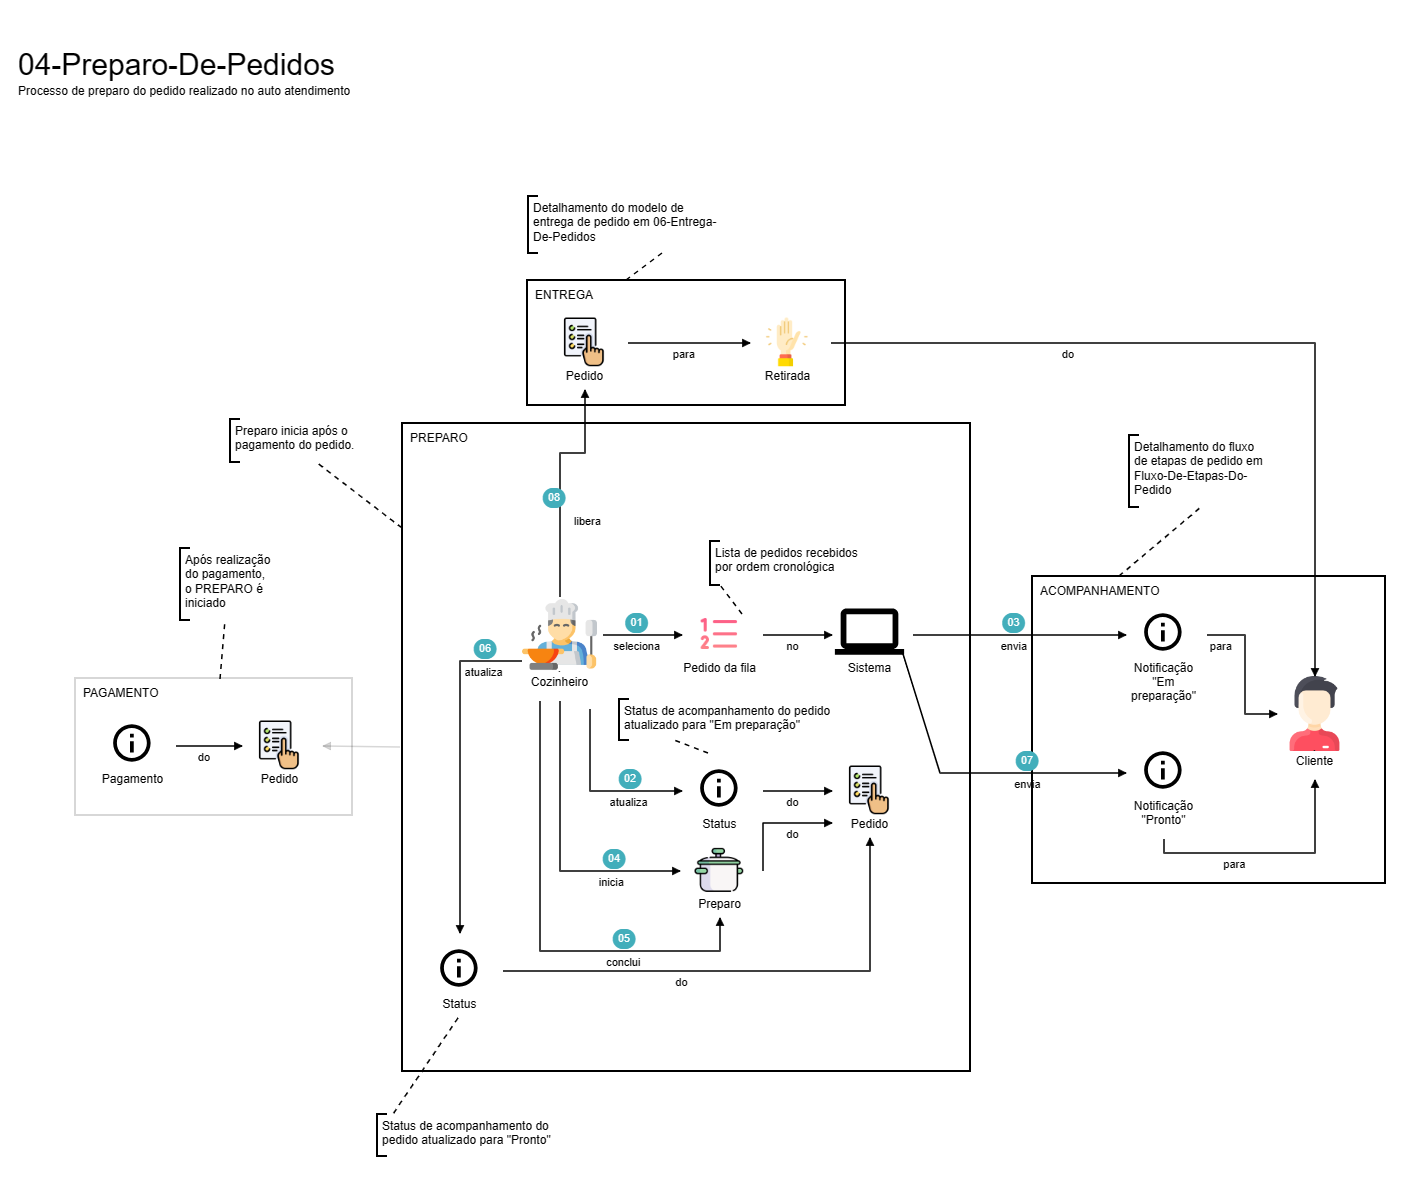 04-Preparo-De-Pedidos
Processo de preparo do pedido realizado no auto atendimento
Detalhamento do modelo de
entrega de pedido em 06-Entrega-
De-Pedidos
ENTREGA
Pedido
para
Retirada
do
Preparo inicia após o
pagamento do pedido.
PREPARO
08
libera
Detalhamento do fluxo
de etapas de pedido em
Fluxo-De-Etapas-Do-
Pedido
Após realização
do pagamento,
o PREPARO é
iniciado
Lista de pedidos recebidos
por ordem cronológica
ACOMPANHAMENTO
06
atualiza
Cozinheiro
01
seleciona
Pedido da fila
no
Sistema
03
envia
Notificação
"Em
preparação"
para
Cliente
PAGAMENTO
Pagamento
do
Pedido
Status de acompanhamento do pedido
atualizado para "Em preparação"
02
atualiza
Status
do
Pedido
do
07
envia
Notificação
"Pronto"
para
04
inicia
Preparo
05
conclui
do
Status
Status de acompanhamento do
pedido atualizado para "Pronto"